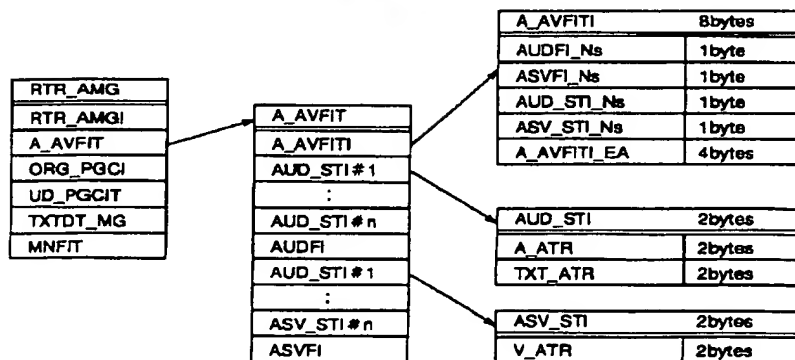 RTR_AMG
RTR_AMGI
A_AVFIT
ORG_PGCI
UD_PGCIT
TXTDT_MG
MNFIT
A_AVFIT
A_AVFITI
AUD_STI#1
:
AUD_STI#n
AUDFI
AUD_STI#1
:
ASV_STI#n
ASVFI
A_AVFITI 8bytes
AUDFI_Ns 1byte
ASVFI_Ns 1byte
AUD_STI_Ns 1byte
ASV_STI_Ns 1byte
A_AVFITI_EA 4bytes
AUD_STI 2bytes
A_ATR 2bytes
TXT_ATR 2bytes
ASV_STI 2bytes
V_ATR 2bytes